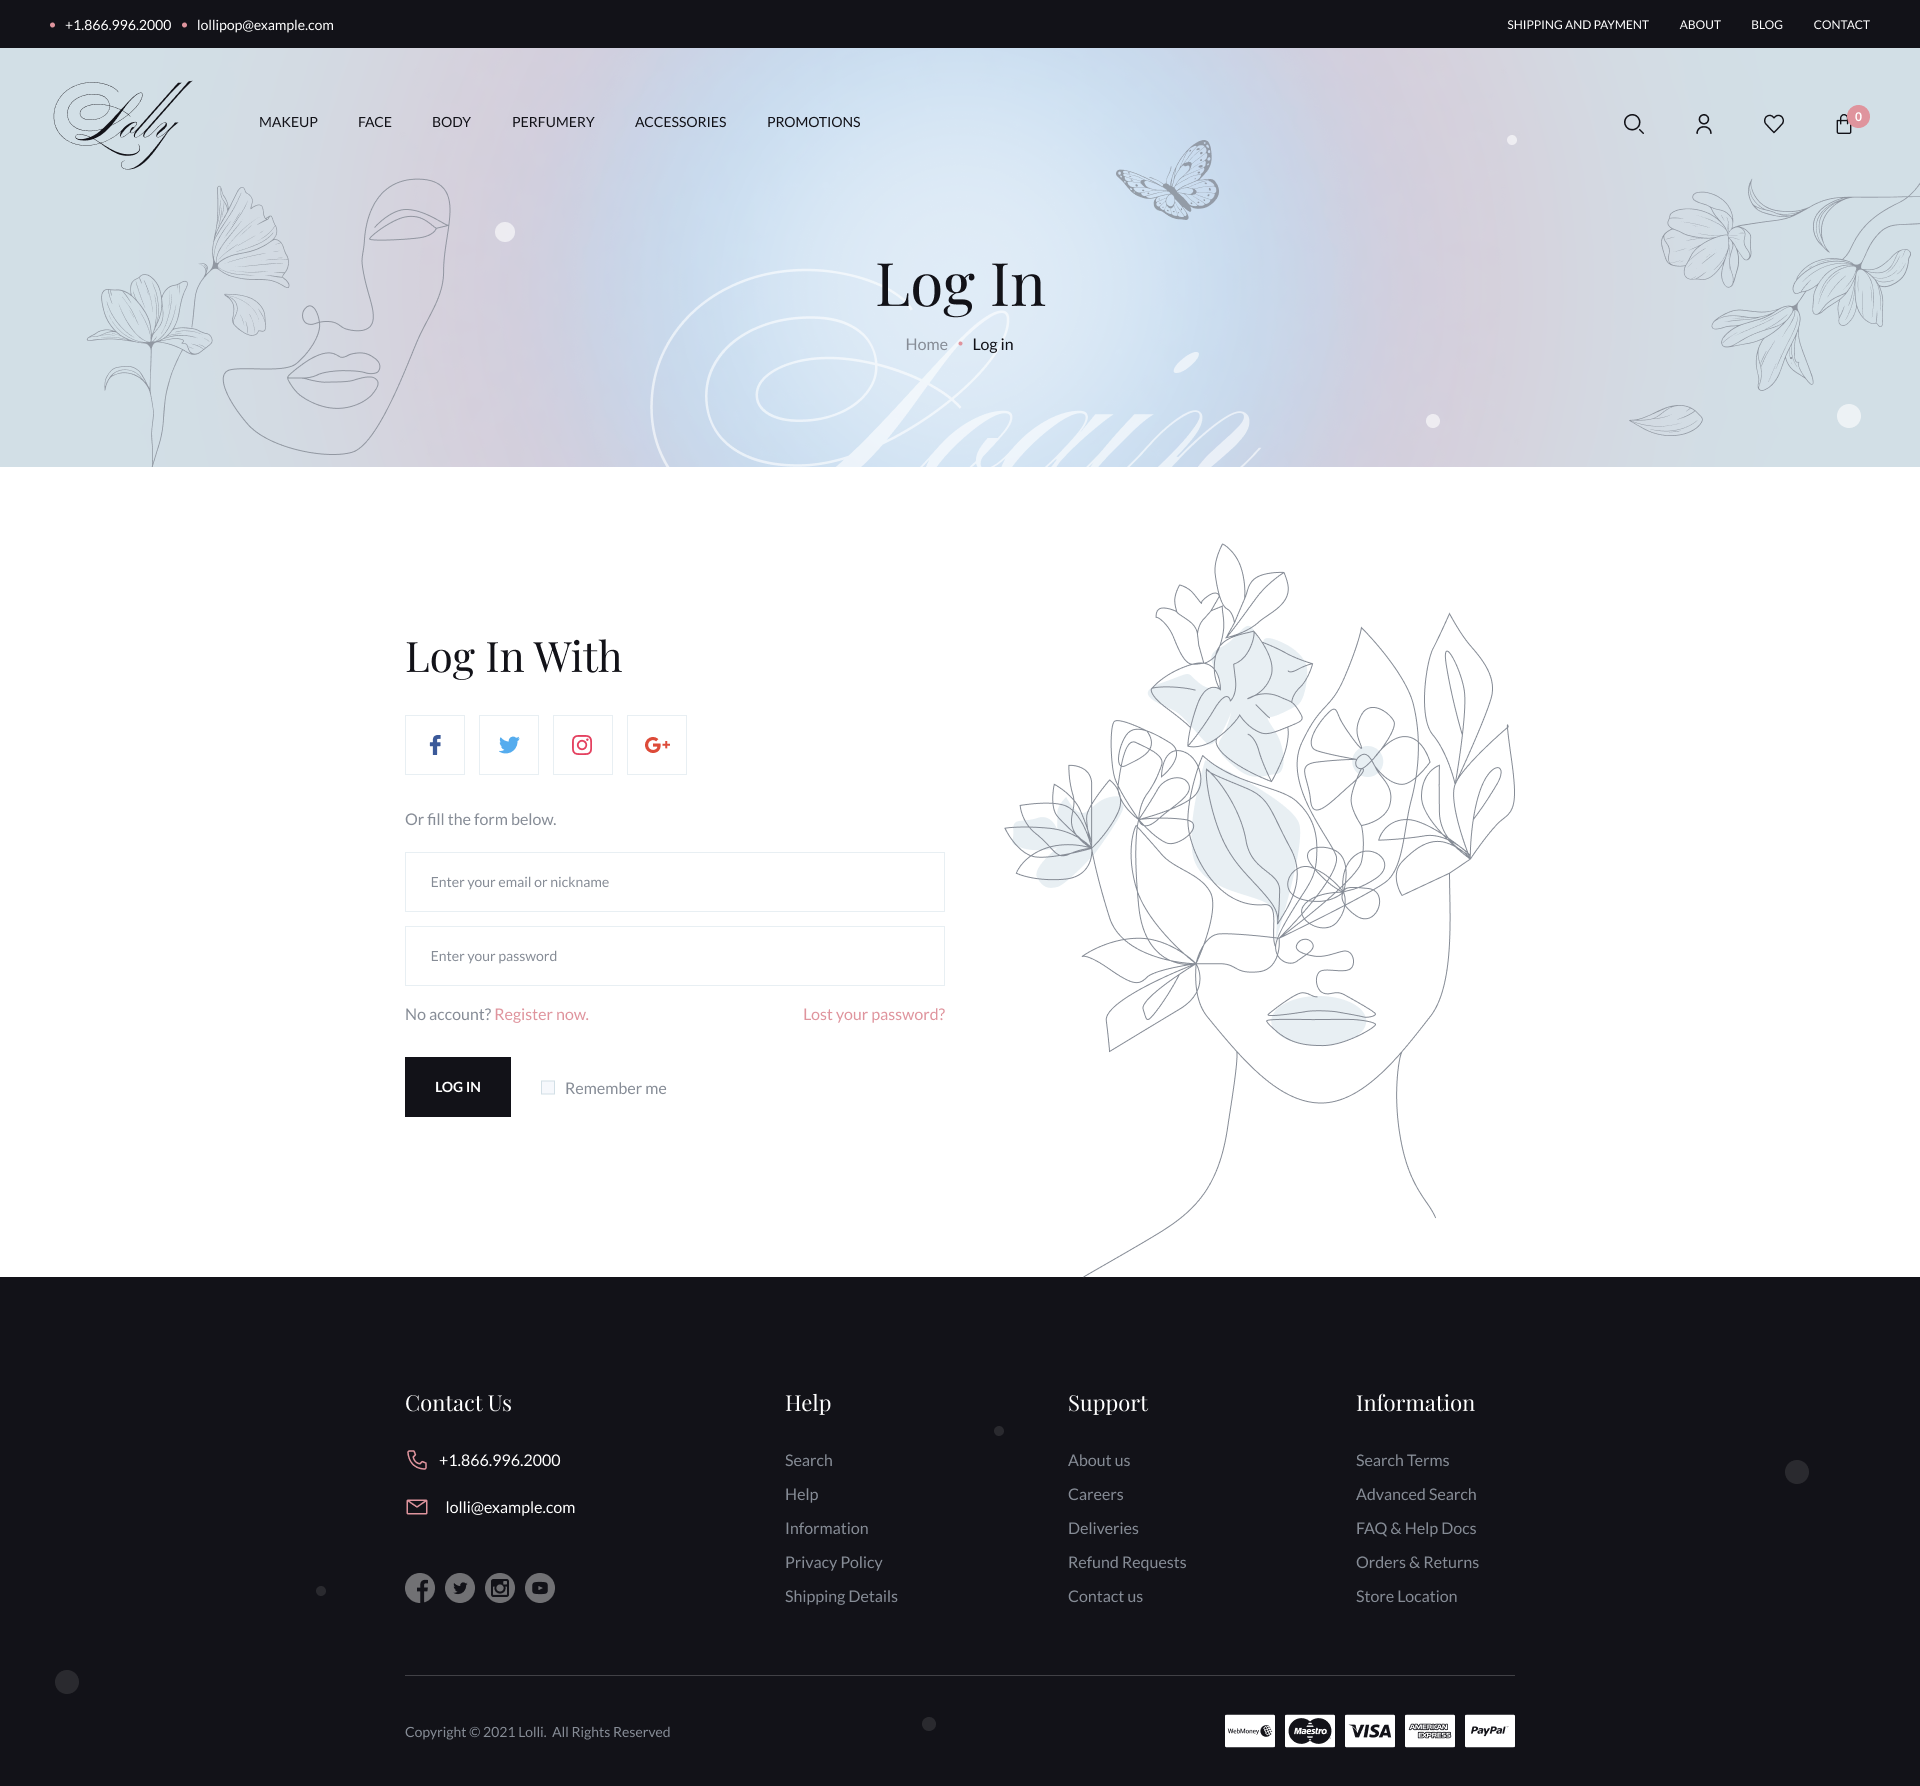 +1.866.996.2000 lollipop@example.com SHIPPING AND PAYMENT ABOUT BLOG CONTACT
Lolly MAKEUP FACE BODY PERFUMERY ACCESSORIES PROMOTIONS 0
Log In
Home Log in
Login
Log In With
Or fill the form below.
Enter your email or nickname
Enter your password
No account? Register now. Lost your password?
LOG IN Remember me
Contact Us Help Support Information
+1.866.996.2000 Search About us Search Terms
Help Careers Advanced Search
lolli@example.com Information Deliveries FAQ & Help Docs
Privacy Policy Refund Requests Orders & Returns
Shipping Details Contact us Store Location
Copyright © 2021 Lolli. All Rights Reserved WebMoney Maestro VISA AMERICAN EXPRESS PayPal